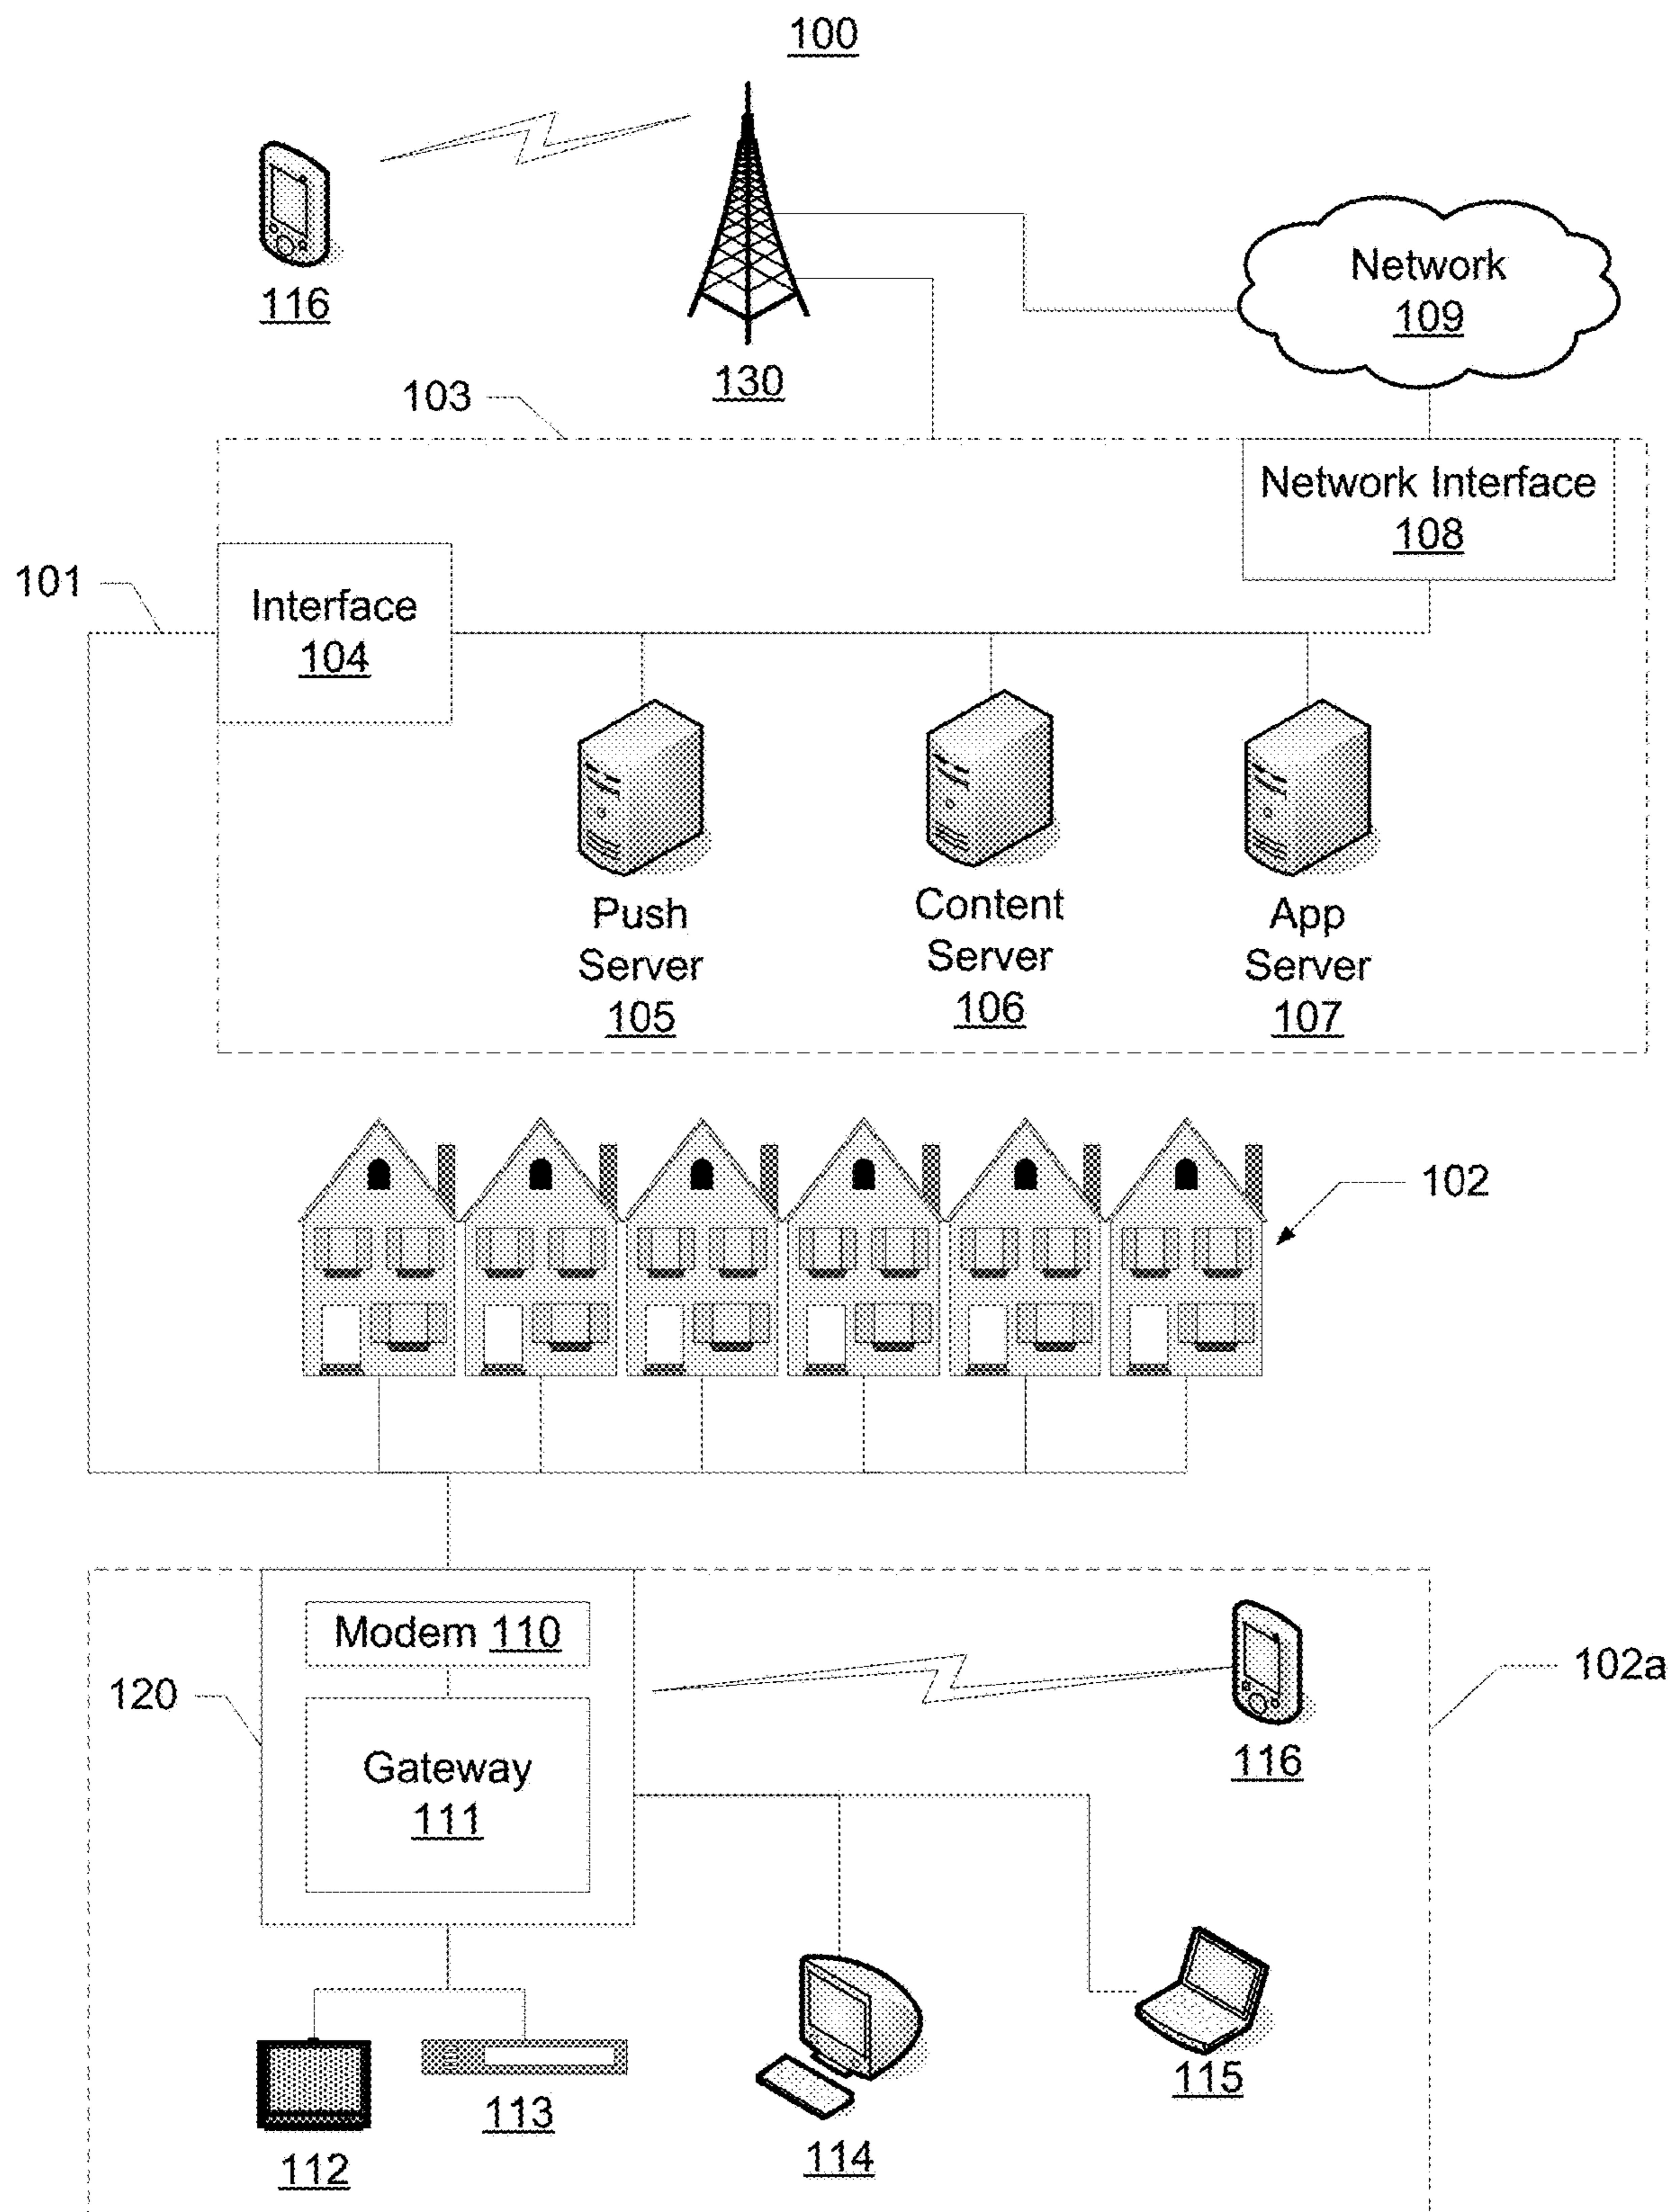 100
116
130
Network
109
103
Network Interface
108
101
Interface
104
Push
Server
105
Content
Server
106
App
Server
107
102
Modem 110
120
Gateway
111
116
102a
112
113
114
115